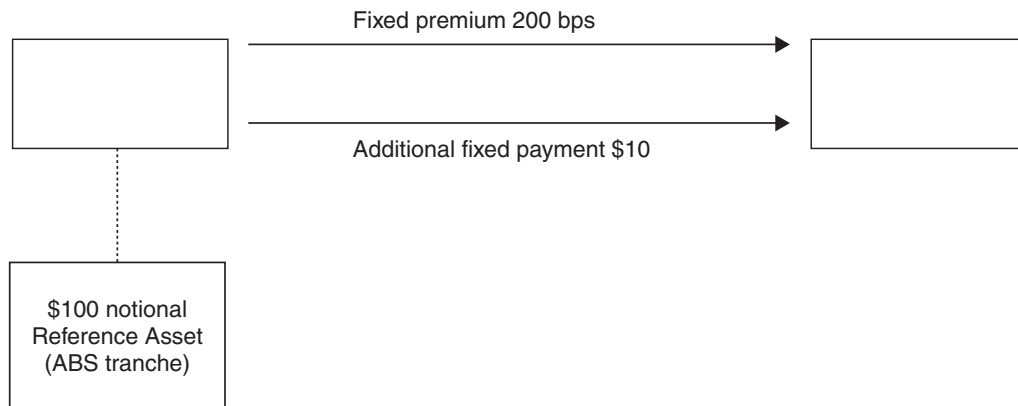 Fixed premium 200 bps
Additional fixed payment $10
$100 notional
Reference Asset
(ABS tranche)